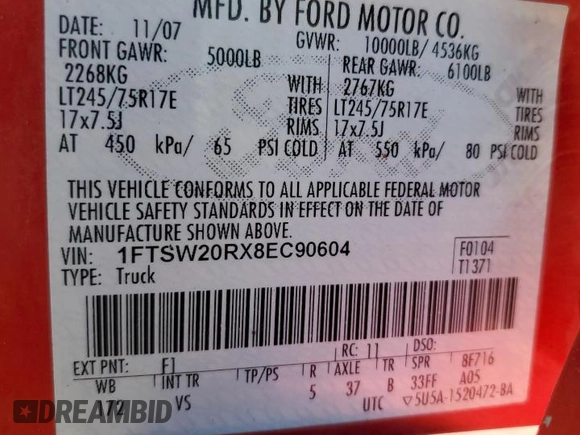 MFD. BY FORD MOTOR CO.
DATE: 11/07 GVWR: 10000LB/ 4536KG
FRONT GAWR: 5000LB REAR GAWR: 6100LB
2268KG WITH 2767KG WITH
LT245/75R17E TIRES LT245/75R17E TIRES
17x7.5J RIMS 17x7.5J RIMS
AT 450 kPa/ 65 PSI COLD AT 550 kPa/ 80 PSI COLD
THIS VEHICLE CONFORMS TO ALL APPLICABLE FEDERAL MOTOR
VEHICLE SAFETY STANDARDS IN EFFECT ON THE DATE OF
MANUFACTURE SHOWN ABOVE.
VIN: 1FTSW20RX8EC90604 F0104
TYPE: Truck T1371
EXT PNT: F1 RC: 11 DSO:
WB INT TR TP/PS R AXLE TR SPR 8F716
172 VS 5 37 B 33FF A05
UTC ▽5U5A-1520472-BA
DREAMBID